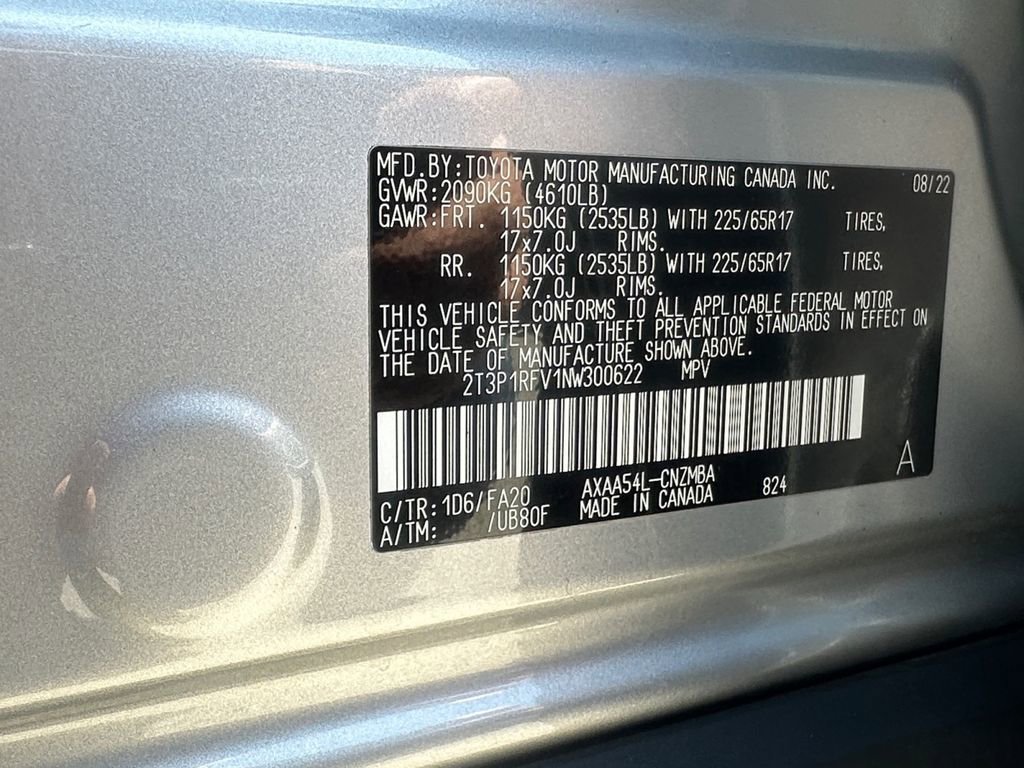 MFD.BY:TOYOTA MOTOR MANUFACTURING CANADA INC. 08/22
GVWR:2090KG (4610LB)
GAWR:FRT. 1150KG (2535LB) WITH 225/65R17 TIRES,
17x7.0J RIMS.
RR. 1150KG (2535LB) WITH 225/65R17 TIRES,
17x7.0J RIMS.
THIS VEHICLE CONFORMS TO ALL APPLICABLE FEDERAL MOTOR
VEHICLE SAFETY AND THEFT PREVENTION STANDARDS IN EFFECT ON
THE DATE OF MANUFACTURE SHOWN ABOVE.
2T3P1RFV1NW300622 MPV
A
C/TR:1D6/FA20 AXAA54L-CNZMBA 824
A/TM: /UB80F MADE IN CANADA